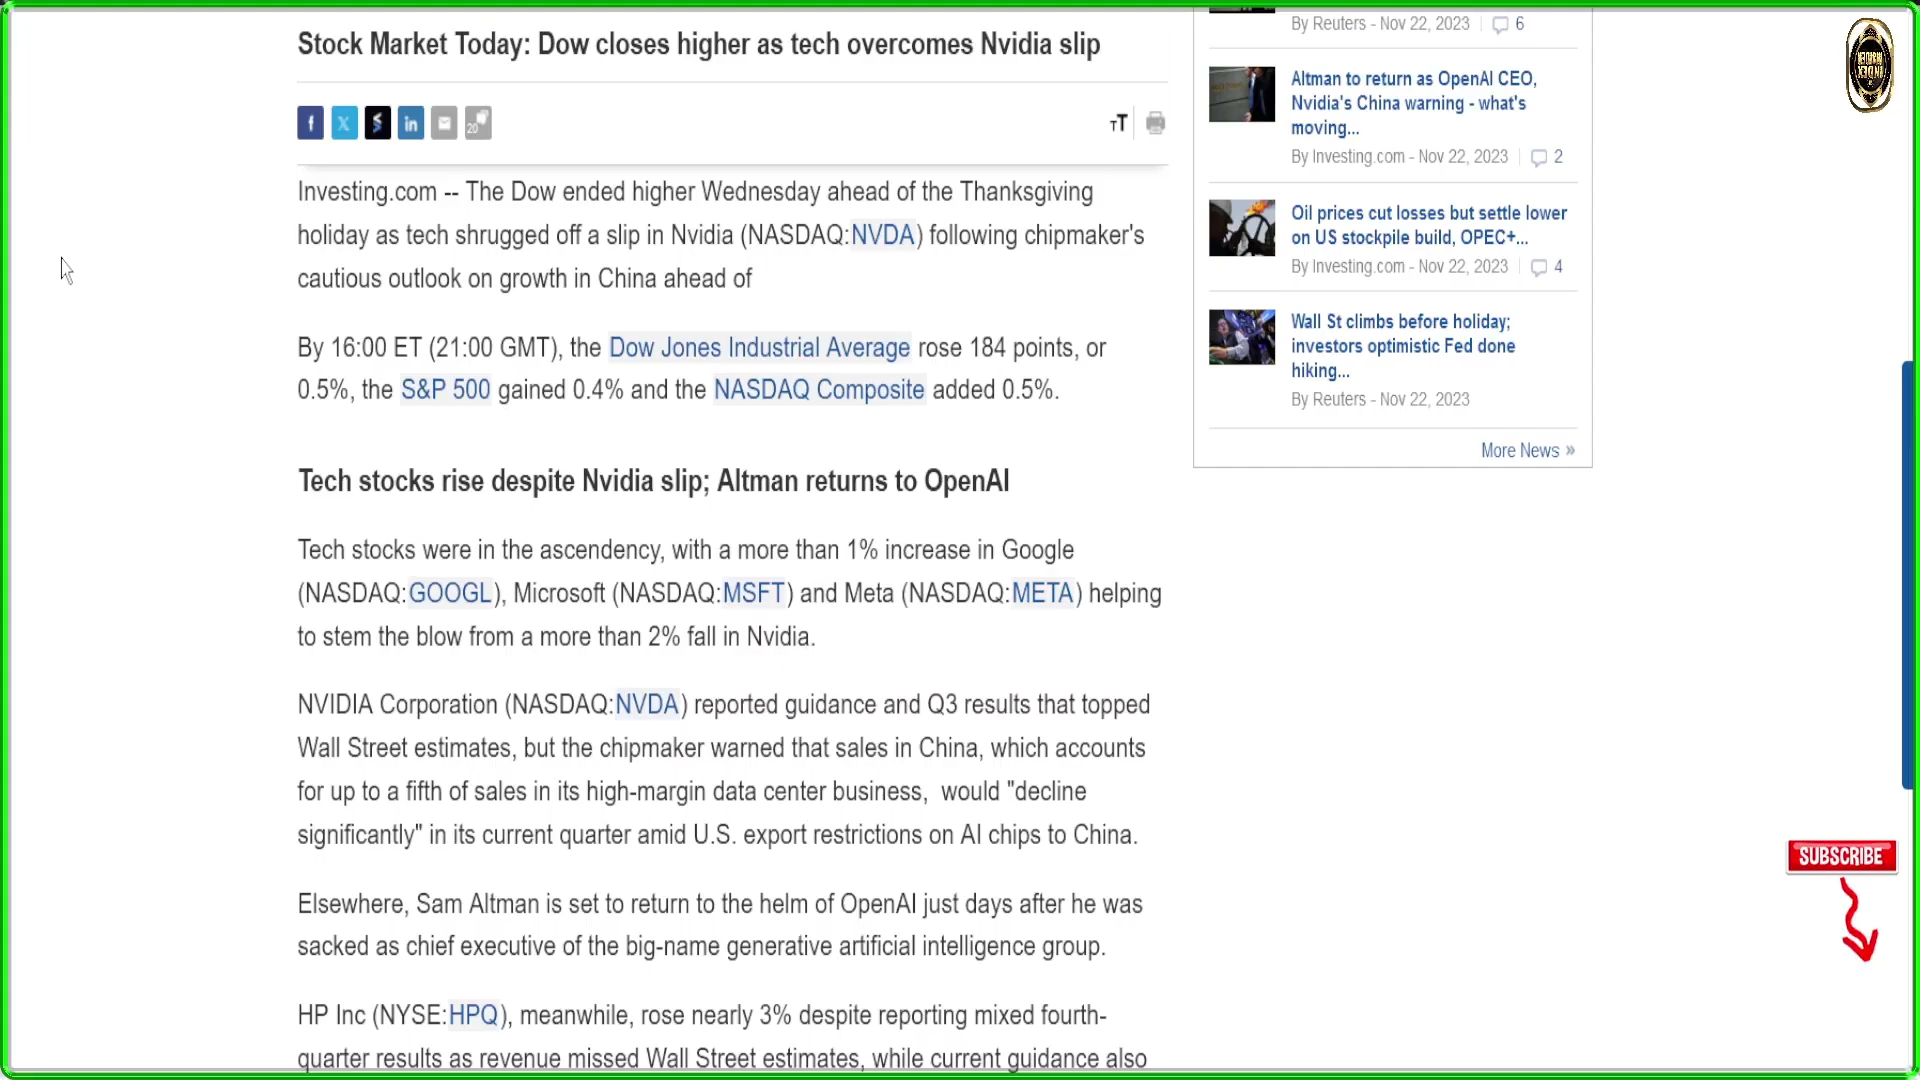 Stock Market Today: Dow closes higher as tech overcomes Nvidia slip
20
TT
Investing.com -- The Dow ended higher Wednesday ahead of the Thanksgiving
holiday as tech shrugged off a slip in Nvidia (NASDAQ:NVDA) following chipmaker's
cautious outlook on growth in China ahead of
By 16:00 ET (21:00 GMT), the Dow Jones Industrial Average rose 184 points, or
0.5%, the S&P 500 gained 0.4% and the NASDAQ Composite added 0.5%.
Tech stocks rise despite Nvidia slip; Altman returns to OpenAI
Tech stocks were in the ascendency, with a more than 1% increase in Google
(NASDAQ:GOOGL), Microsoft (NASDAQ:MSFT) and Meta (NASDAQ:META) helping
to stem the blow from a more than 2% fall in Nvidia.
NVIDIA Corporation (NASDAQ:NVDA) reported guidance and Q3 results that topped
Wall Street estimates, but the chipmaker warned that sales in China, which accounts
for up to a fifth of sales in its high-margin data center business,  would "decline
significantly" in its current quarter amid U.S. export restrictions on AI chips to China.
Elsewhere, Sam Altman is set to return to the helm of OpenAI just days after he was
sacked as chief executive of the big-name generative artificial intelligence group.
HP Inc (NYSE:HPQ), meanwhile, rose nearly 3% despite reporting mixed fourth-
quarter results as revenue missed Wall Street estimates, while current guidance also
By Reuters - Nov 22, 2023 6
Altman to return as OpenAI CEO,
Nvidia's China warning - what's
moving...
By Investing.com - Nov 22, 2023 2
Oil prices cut losses but settle lower
on US stockpile build, OPEC+...
By Investing.com - Nov 22, 2023 4
Wall St climbs before holiday;
investors optimistic Fed done
hiking...
By Reuters - Nov 22, 2023
More News »
SUBSCRIBE